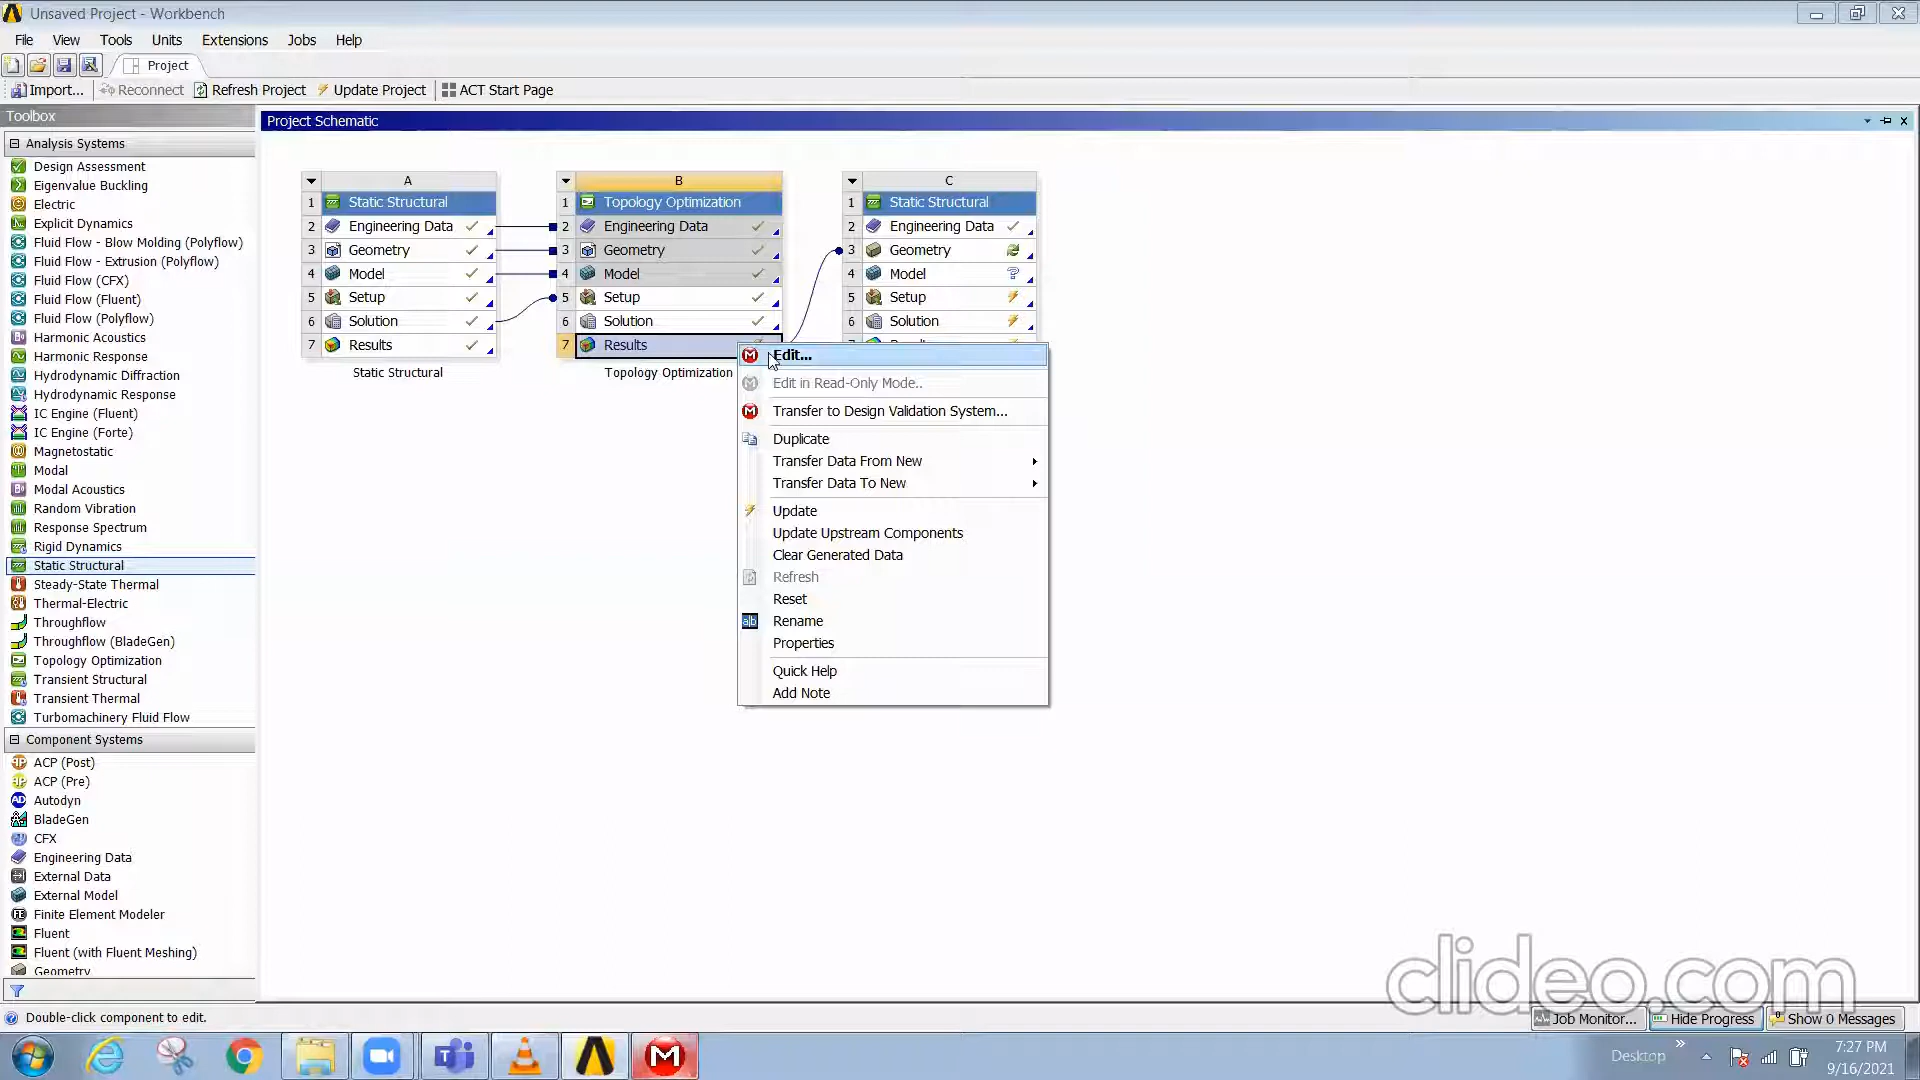 Unsaved Project - Workbench
File View Tools Units Extensions Jobs Help
Project
Import... Reconnect Refresh Project Update Project ACT Start Page
Toolbox
Analysis Systems
Design Assessment
Eigenvalue Buckling
Electric
Explicit Dynamics
Fluid Flow - Blow Molding (Polyflow)
Fluid Flow - Extrusion (Polyflow)
Fluid Flow (CFX)
Fluid Flow (Fluent)
Fluid Flow (Polyflow)
Harmonic Acoustics
Harmonic Response
Hydrodynamic Diffraction
Hydrodynamic Response
IC Engine (Fluent)
IC Engine (Forte)
Magnetostatic
Modal
Modal Acoustics
Random Vibration
Response Spectrum
Rigid Dynamics
Static Structural
Steady-State Thermal
Thermal-Electric
Throughflow
Throughflow (BladeGen)
Topology Optimization
Transient Structural
Transient Thermal
Turbomachinery Fluid Flow
Component Systems
ACP (Post)
ACP (Pre)
Autodyn
BladeGen
CFX
Engineering Data
External Data
External Model
Finite Element Modeler
Fluent
Fluent (with Fluent Meshing)
Geometry
Project Schematic
A
1 Static Structural
2 Engineering Data
3 Geometry
4 Model
5 Setup
6 Solution
7 Results
Static Structural
B
1 Topology Optimization
2 Engineering Data
3 Geometry
4 Model
5 Setup
6 Solution
7 Results
Topology Optimization
C
1 Static Structural
2 Engineering Data
3 Geometry
4 Model
5 Setup
6 Solution
Edit...
Edit in Read-Only Mode..
Transfer to Design Validation System...
Duplicate
Transfer Data From New
Transfer Data To New
Update
Update Upstream Components
Clear Generated Data
Refresh
Reset
Rename
Properties
Quick Help
Add Note
clideo.com
Double-click component to edit.
Job Monitor... Hide Progress Show 0 Messages
Desktop
7:27 PM
9/16/2021